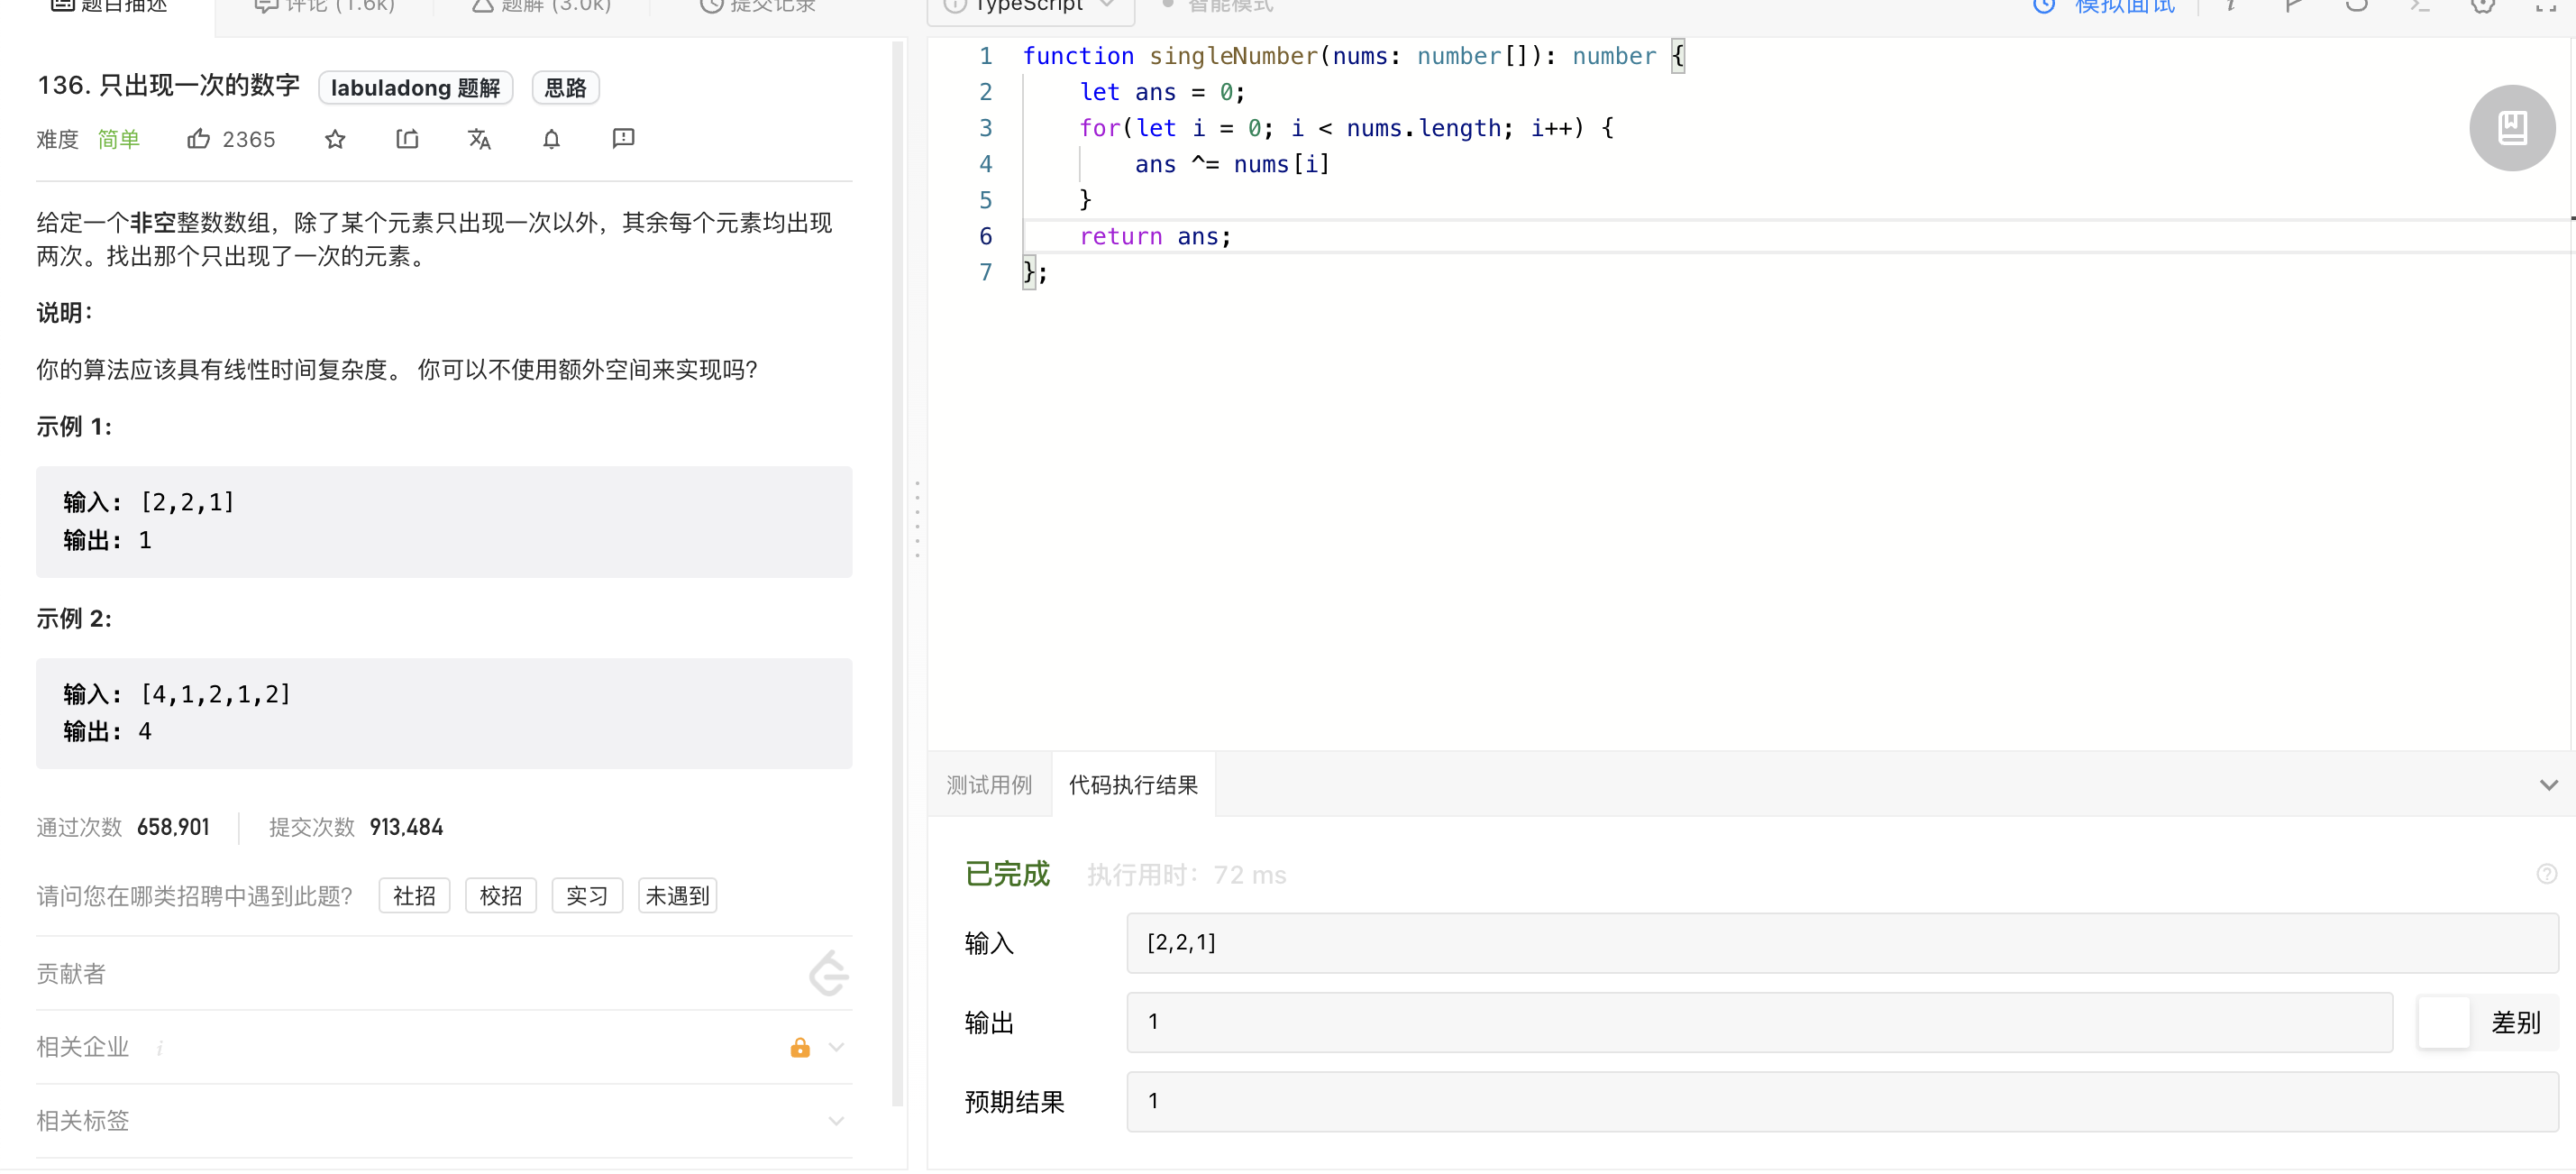 题目描述
评论 (1.6k)
题解 (3.0k)
提交记录
136. 只出现一次的数字
labuladong 题解
思路
难度 简单 2365
给定一个非空整数数组，除了某个元素只出现一次以外，其余每个元素均出现
两次。找出那个只出现了一次的元素。
说明：
你的算法应该具有线性时间复杂度。 你可以不使用额外空间来实现吗？
示例 1:
输入: [2,2,1]
输出: 1
示例 2:
输入: [4,1,2,1,2]
输出: 4
通过次数 658,901 提交次数 913,484
请问您在哪类招聘中遇到此题？ 社招 校招 实习 未遇到
贡献者
相关企业 i
相关标签
TypeScript
智能模式
模拟面试
1 function singleNumber(nums: number[]): number {
2 let ans = 0;
3 for(let i = 0; i < nums.length; i++) {
4 ans ^= nums[i]
5 }
6 return ans;
7 };
测试用例
代码执行结果
已完成 执行用时：72 ms
输入 [2,2,1]
输出 1 差别
预期结果 1